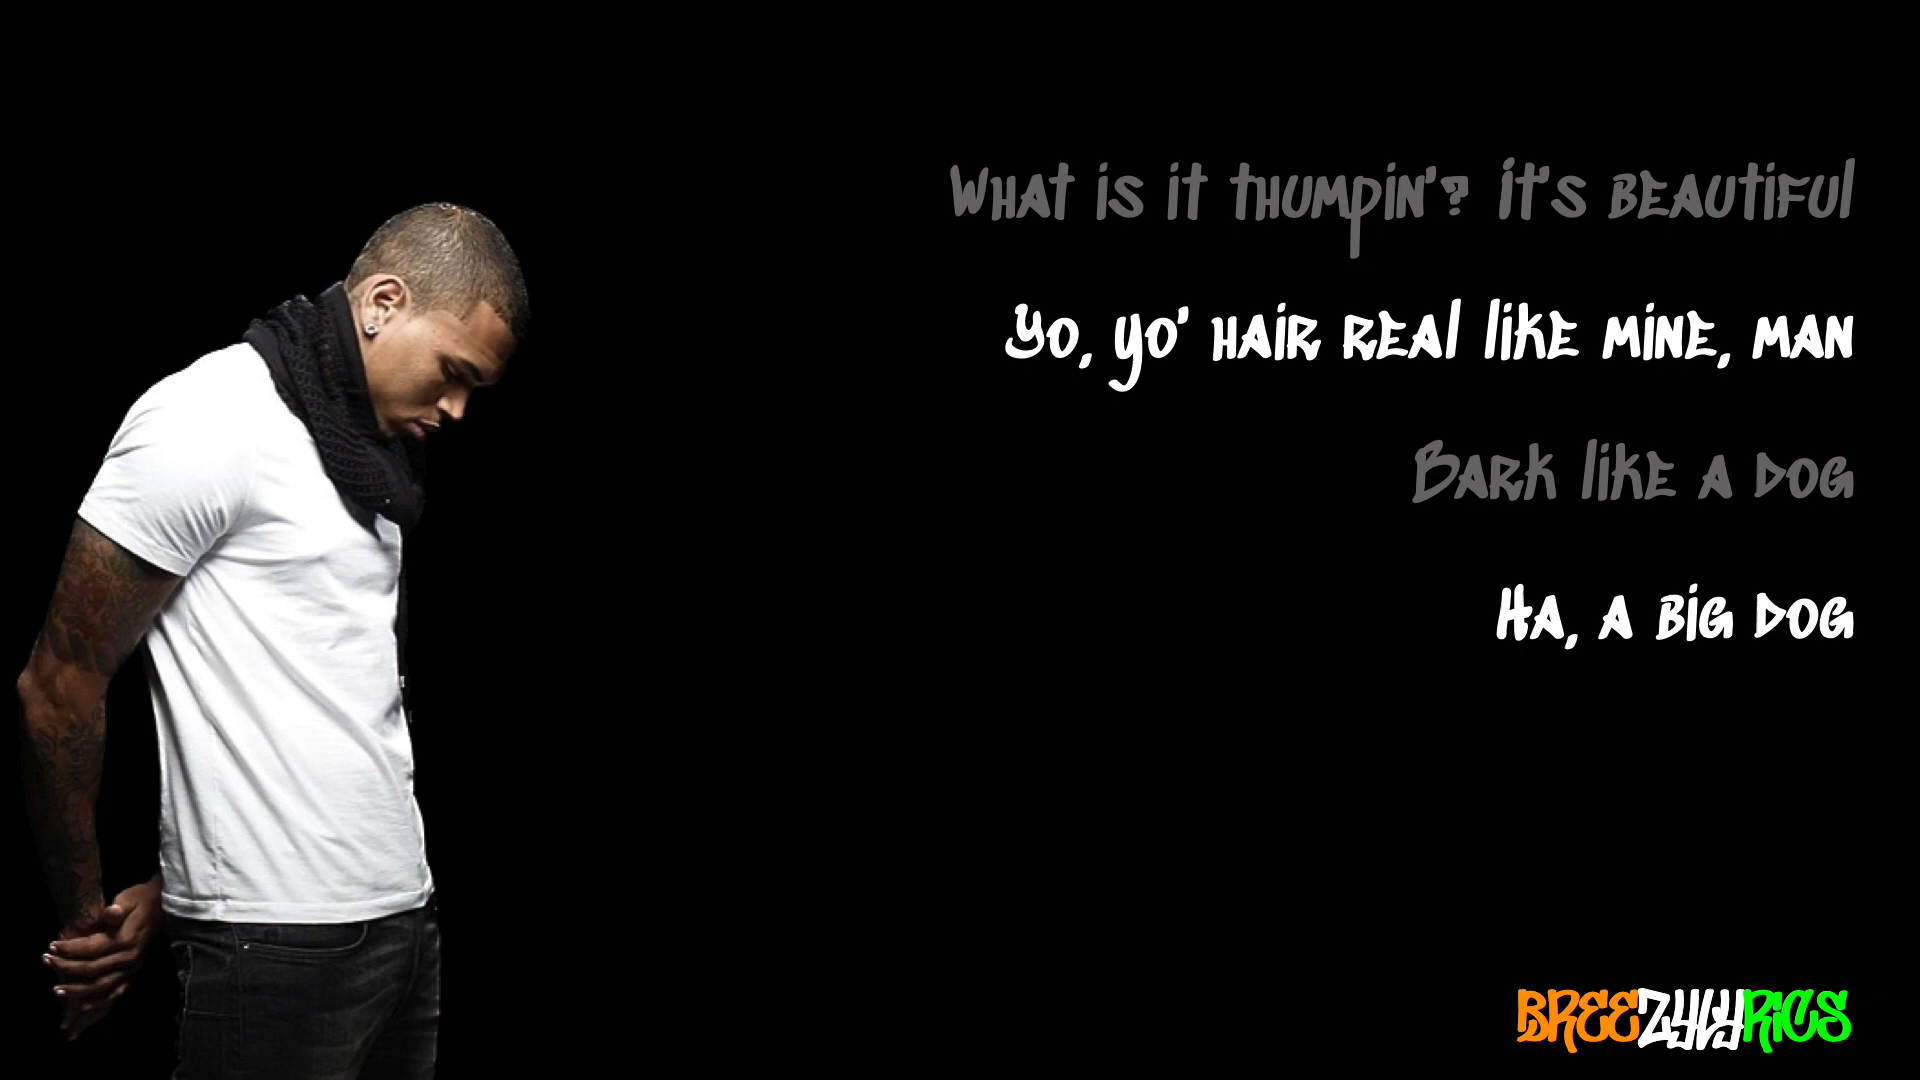 What is it thumpin'? It's beautiful
Yo, yo' hair real like mine, man
Bark like a dog
Ha, a big dog
BREEZYLYRICS